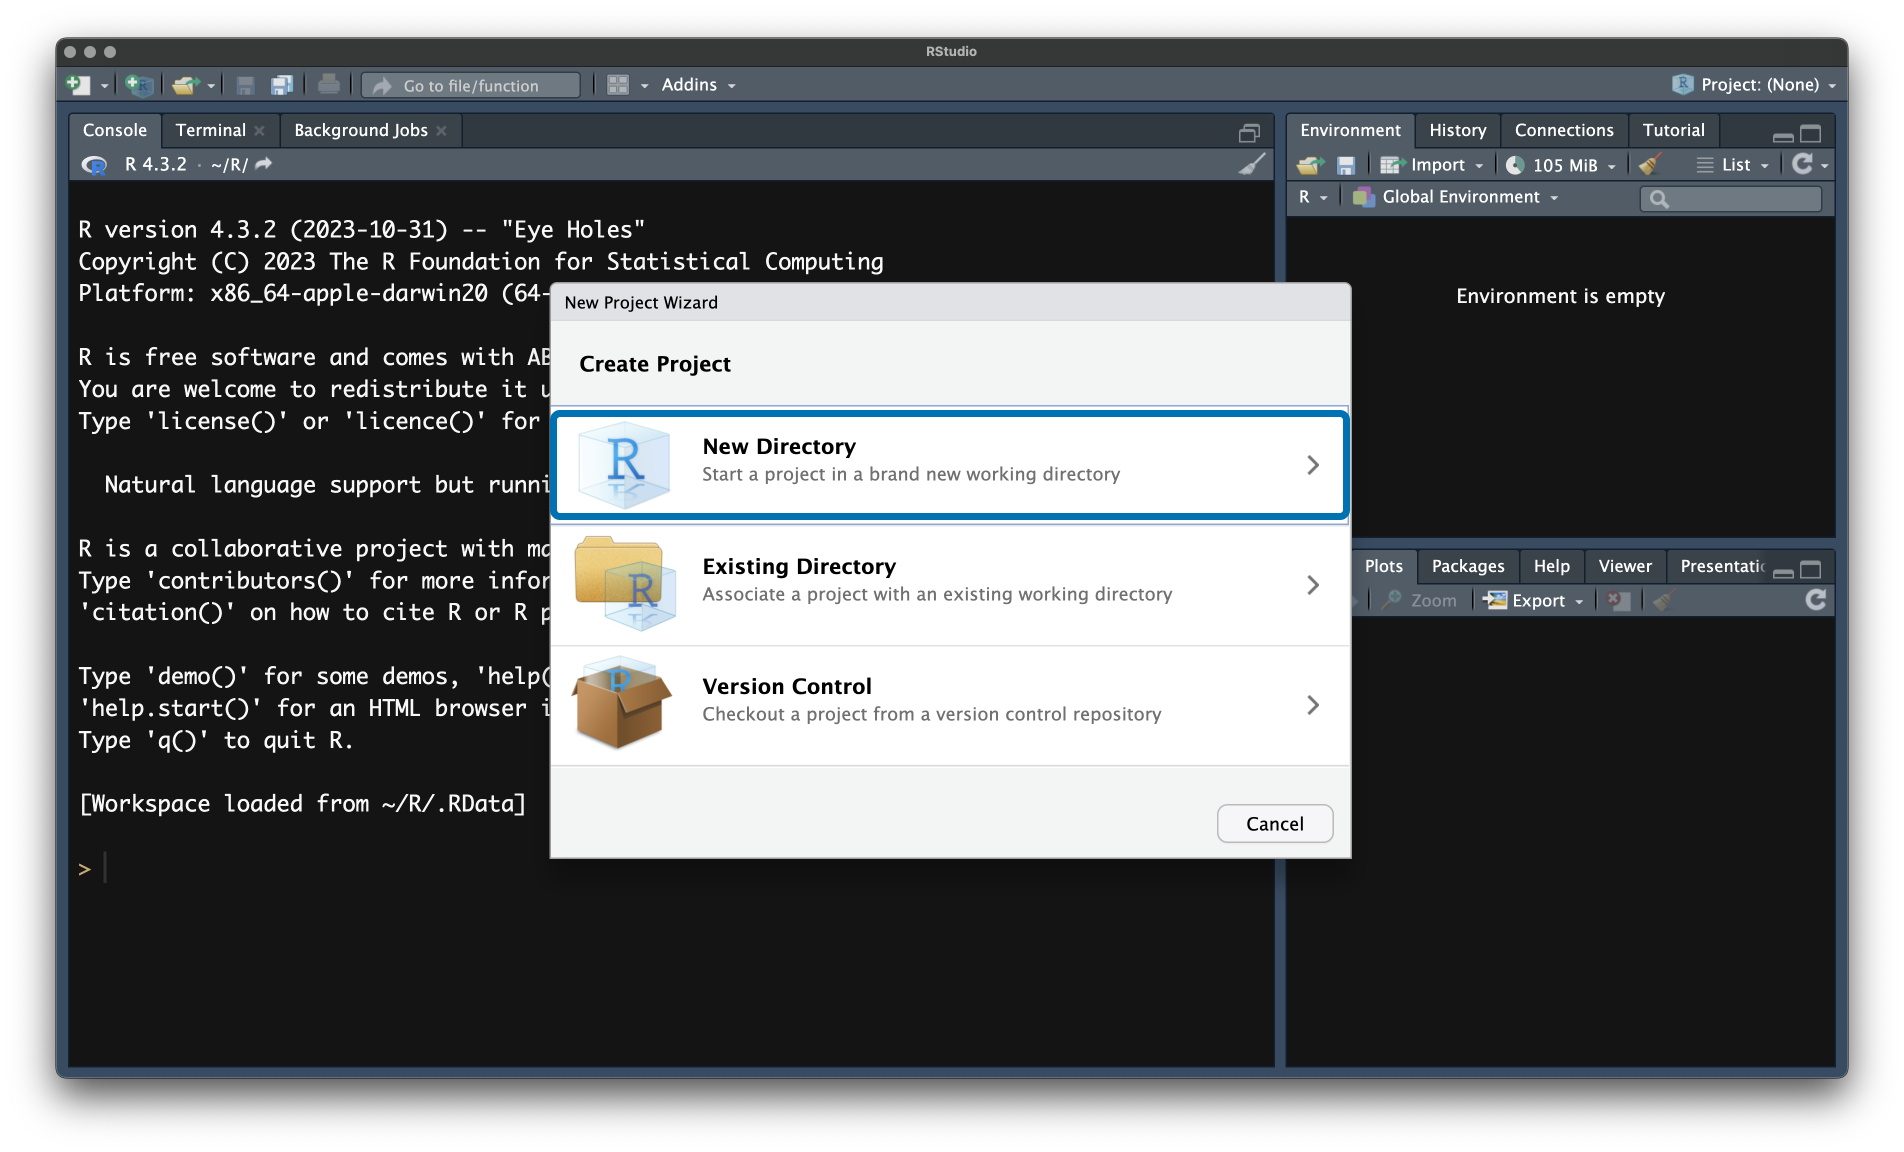 RStudio
Go to file/function
Addins
Project: (None)
Console
Terminal
Background Jobs
R 4.3.2 · ~/R/
R version 4.3.2 (2023-10-31) -- "Eye Holes"
Copyright (C) 2023 The R Foundation for Statistical Computing
Platform: x86_64-apple-darwin20 (64-
R is free software and comes with AB
You are welcome to redistribute it u
Type 'license()' or 'licence()' for
Natural language support but runni
R is a collaborative project with ma
Type 'contributors()' for more infor
'citation()' on how to cite R or R p
Type 'demo()' for some demos, 'help(
'help.start()' for an HTML browser i
Type 'q()' to quit R.
[Workspace loaded from ~/R/.RData]
>
New Project Wizard
Create Project
New Directory
Start a project in a brand new working directory
Existing Directory
Associate a project with an existing working directory
Version Control
Checkout a project from a version control repository
Cancel
Environment
History
Connections
Tutorial
Import
105 MiB
List
R
Global Environment
Environment is empty
Plots
Packages
Help
Viewer
Presentatic
Zoom
Export